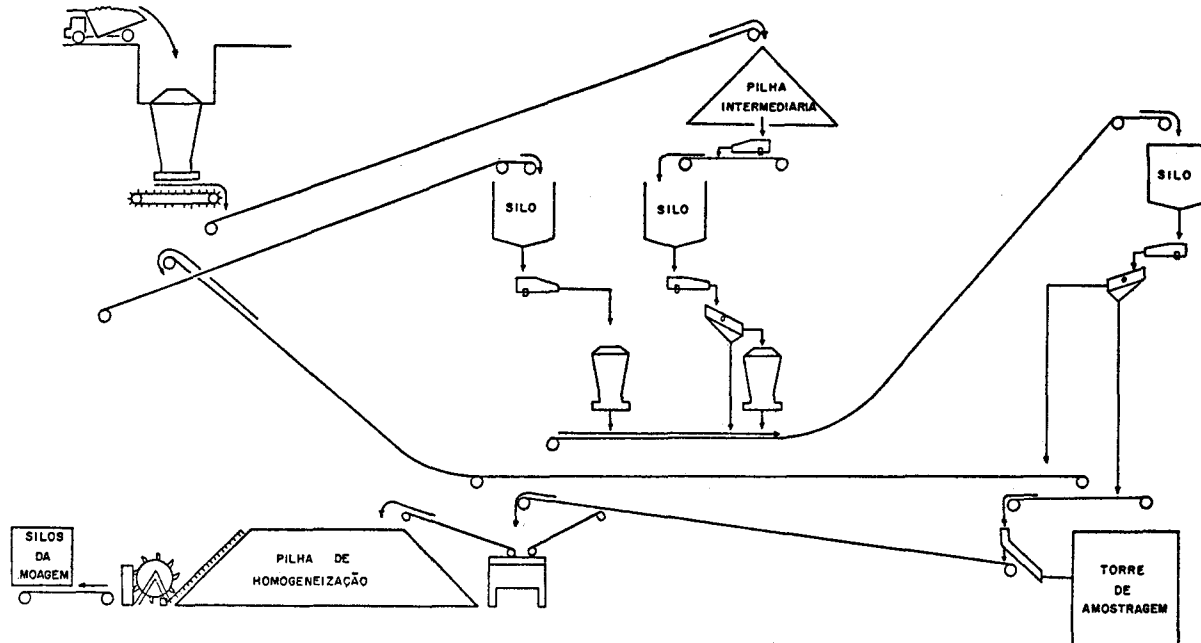 PILHA
INTERMEDIARIA
SILO
SILO
SILO
SILOS
DA
MOAGEM
PILHA DE
HOMOGENEIZAÇÃO
TORRE
DE
AMOSTRAGEM